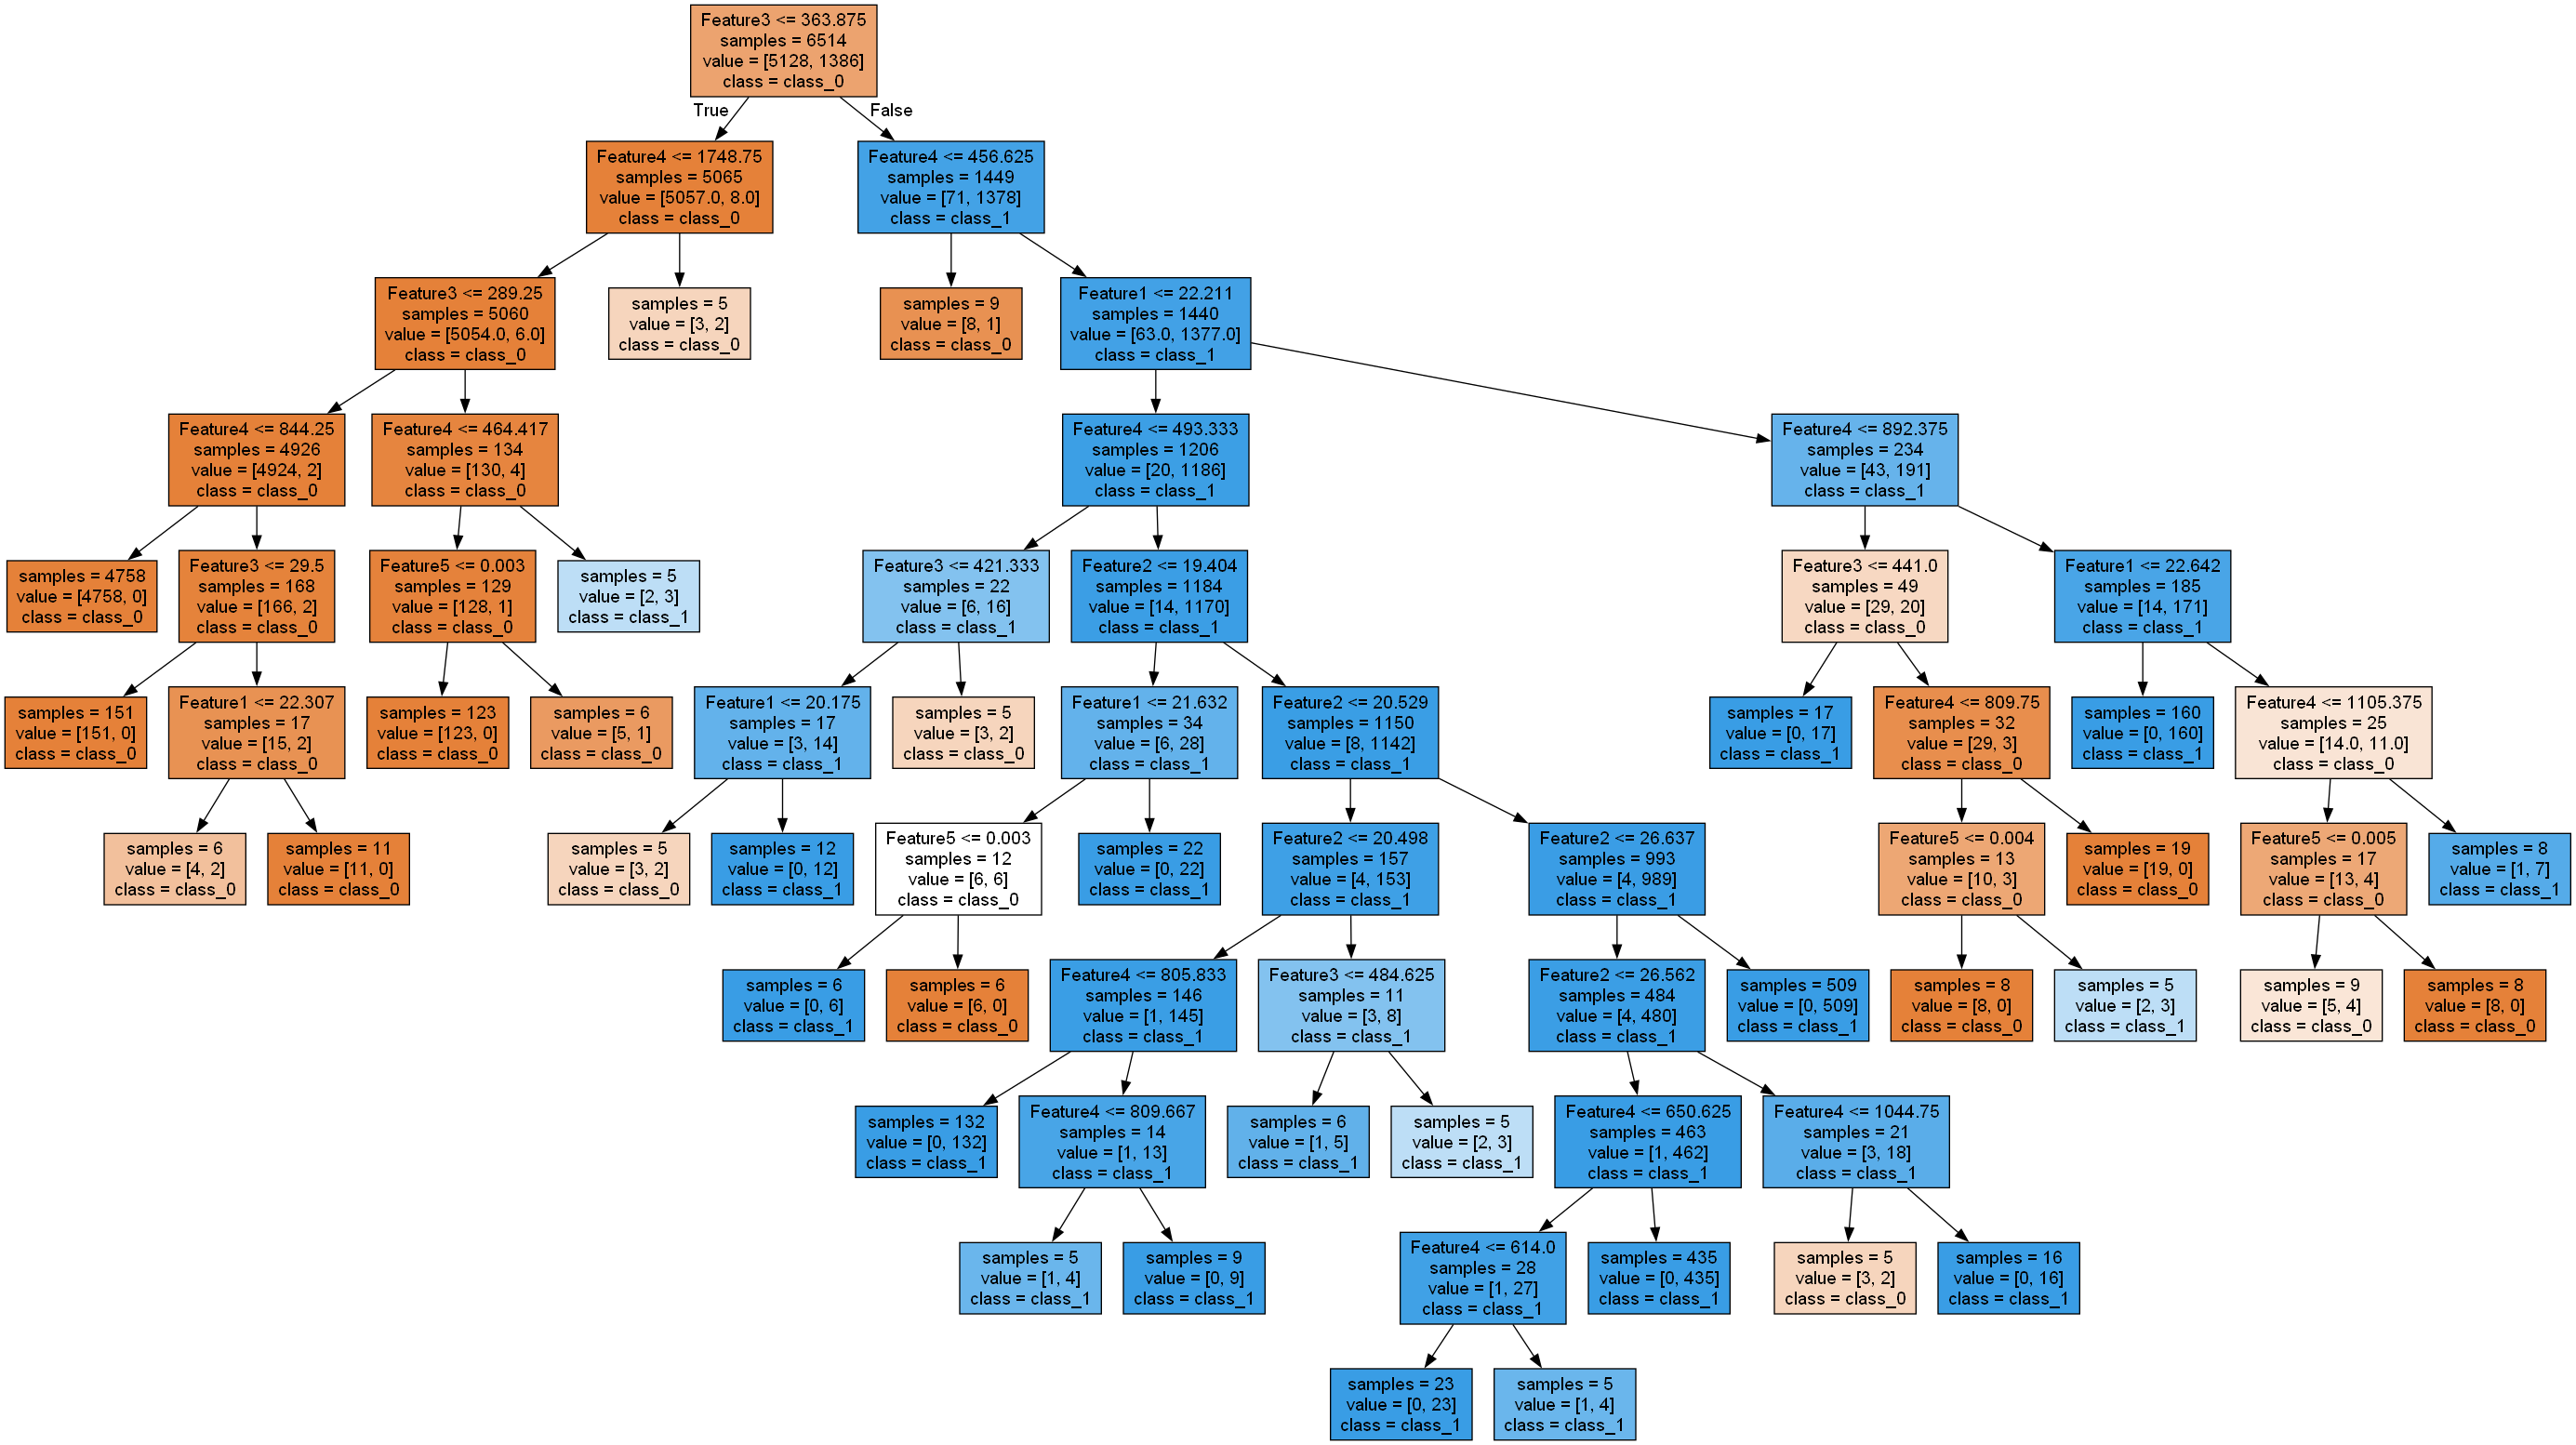 Feature3 <= 363.875
samples = 6514
value = [5128, 1386]
class = class_0
True
False
Feature4 <= 1748.75
samples = 5065
value = [5057.0, 8.0]
class = class_0
Feature4 <= 456.625
samples = 1449
value = [71, 1378]
class = class_1
Feature3 <= 289.25
samples = 5060
value = [5054.0, 6.0]
class = class_0
samples = 5
value = [3, 2]
class = class_0
samples = 9
value = [8, 1]
class = class_0
Feature1 <= 22.211
samples = 1440
value = [63.0, 1377.0]
class = class_1
Feature4 <= 844.25
samples = 4926
value = [4924, 2]
class = class_0
Feature4 <= 464.417
samples = 134
value = [130, 4]
class = class_0
Feature4 <= 493.333
samples = 1206
value = [20, 1186]
class = class_1
Feature4 <= 892.375
samples = 234
value = [43, 191]
class = class_1
samples = 4758
value = [4758, 0]
class = class_0
Feature3 <= 29.5
samples = 168
value = [166, 2]
class = class_0
Feature5 <= 0.003
samples = 129
value = [128, 1]
class = class_0
samples = 5
value = [2, 3]
class = class_1
Feature3 <= 421.333
samples = 22
value = [6, 16]
class = class_1
Feature2 <= 19.404
samples = 1184
value = [14, 1170]
class = class_1
Feature3 <= 441.0
samples = 49
value = [29, 20]
class = class_0
Feature1 <= 22.642
samples = 185
value = [14, 171]
class = class_1
samples = 151
value = [151, 0]
class = class_0
Feature1 <= 22.307
samples = 17
value = [15, 2]
class = class_0
samples = 123
value = [123, 0]
class = class_0
samples = 6
value = [5, 1]
class = class_0
Feature1 <= 20.175
samples = 17
value = [3, 14]
class = class_1
samples = 5
value = [3, 2]
class = class_0
Feature1 <= 21.632
samples = 34
value = [6, 28]
class = class_1
Feature2 <= 20.529
samples = 1150
value = [8, 1142]
class = class_1
samples = 17
value = [0, 17]
class = class_1
Feature4 <= 809.75
samples = 32
value = [29, 3]
class = class_0
samples = 160
value = [0, 160]
class = class_1
Feature4 <= 1105.375
samples = 25
value = [14.0, 11.0]
class = class_0
samples = 6
value = [4, 2]
class = class_0
samples = 11
value = [11, 0]
class = class_0
samples = 5
value = [3, 2]
class = class_0
samples = 12
value = [0, 12]
class = class_1
Feature5 <= 0.003
samples = 12
value = [6, 6]
class = class_0
samples = 22
value = [0, 22]
class = class_1
Feature2 <= 20.498
samples = 157
value = [4, 153]
class = class_1
Feature2 <= 26.637
samples = 993
value = [4, 989]
class = class_1
Feature5 <= 0.004
samples = 13
value = [10, 3]
class = class_0
samples = 19
value = [19, 0]
class = class_0
Feature5 <= 0.005
samples = 17
value = [13, 4]
class = class_0
samples = 8
value = [1, 7]
class = class_1
samples = 6
value = [0, 6]
class = class_1
samples = 6
value = [6, 0]
class = class_0
Feature4 <= 805.833
samples = 146
value = [1, 145]
class = class_1
Feature3 <= 484.625
samples = 11
value = [3, 8]
class = class_1
Feature2 <= 26.562
samples = 484
value = [4, 480]
class = class_1
samples = 509
value = [0, 509]
class = class_1
samples = 8
value = [8, 0]
class = class_0
samples = 5
value = [2, 3]
class = class_1
samples = 9
value = [5, 4]
class = class_0
samples = 8
value = [8, 0]
class = class_0
samples = 132
value = [0, 132]
class = class_1
Feature4 <= 809.667
samples = 14
value = [1, 13]
class = class_1
samples = 6
value = [1, 5]
class = class_1
samples = 5
value = [2, 3]
class = class_1
Feature4 <= 650.625
samples = 463
value = [1, 462]
class = class_1
Feature4 <= 1044.75
samples = 21
value = [3, 18]
class = class_1
samples = 5
value = [1, 4]
class = class_1
samples = 9
value = [0, 9]
class = class_1
Feature4 <= 614.0
samples = 28
value = [1, 27]
class = class_1
samples = 435
value = [0, 435]
class = class_1
samples = 5
value = [3, 2]
class = class_0
samples = 16
value = [0, 16]
class = class_1
samples = 23
value = [0, 23]
class = class_1
samples = 5
value = [1, 4]
class = class_1